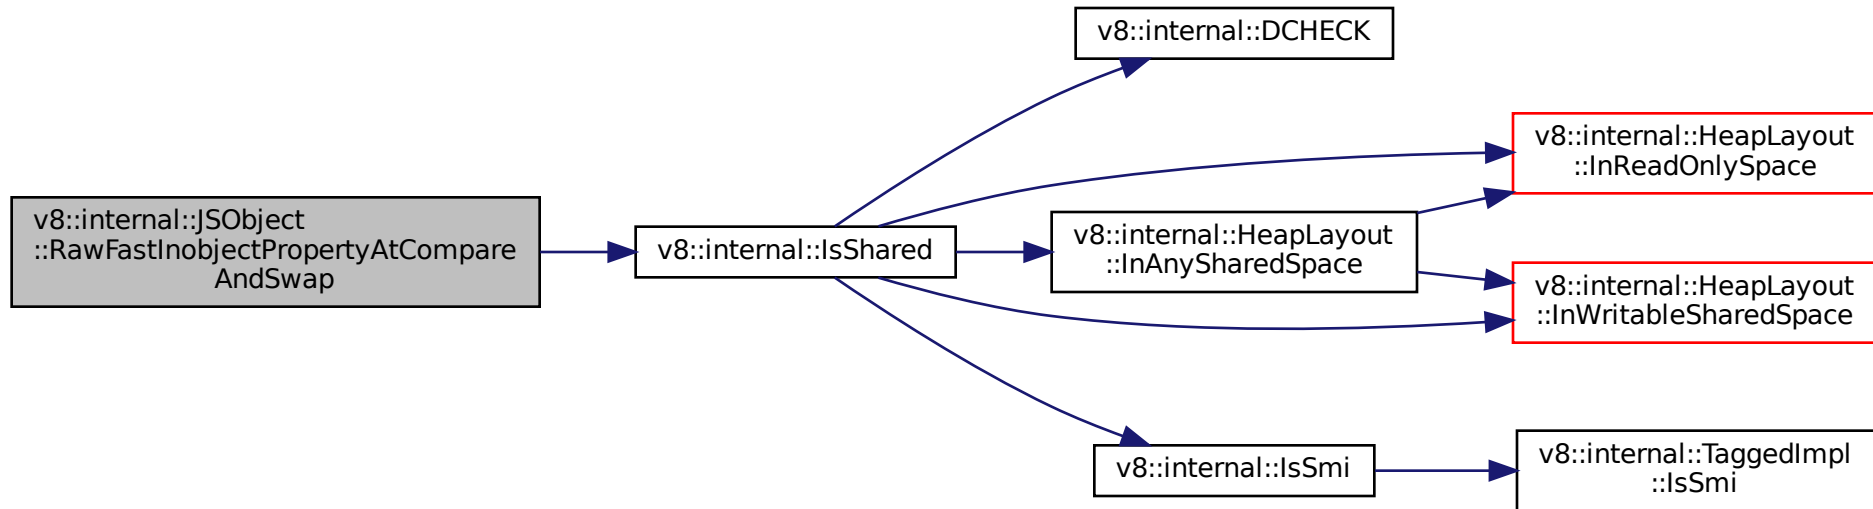 v8::internal::JSObject
::RawFastInobjectPropertyAtCompare
AndSwap
v8::internal::IsShared
v8::internal::DCHECK
v8::internal::HeapLayout
::InReadOnlySpace
v8::internal::HeapLayout
::InAnySharedSpace
v8::internal::HeapLayout
::InWritableSharedSpace
v8::internal::IsSmi
v8::internal::TaggedImpl
::IsSmi